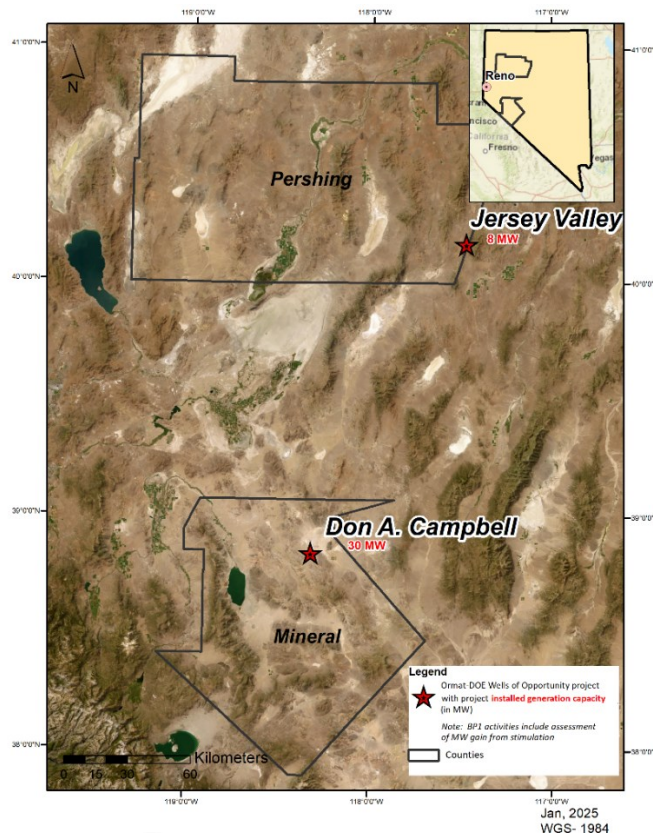 119°0'0"W 118°0'0"W 117°0'0"W
41°0'0"N 41°0'0"N
N
Reno
Fresno
California
Pershing
Jersey Valley
8 MW
40°0'0"N 40°0'0"N
39°0'0"N 39°0'0"N
Don A. Campbell
30 MW
Mineral
Legend
Ormat-DOE Wells of Opportunity project
with project installed generation capacity
(in MW)
Note: BP1 activities include assessment
of MW gain from stimulation
Counties
38°0'0"N 38°0'0"N
Kilometers
0 15 30 60
119°0'0"W 118°0'0"W 117°0'0"W
Jan, 2025
WGS- 1984